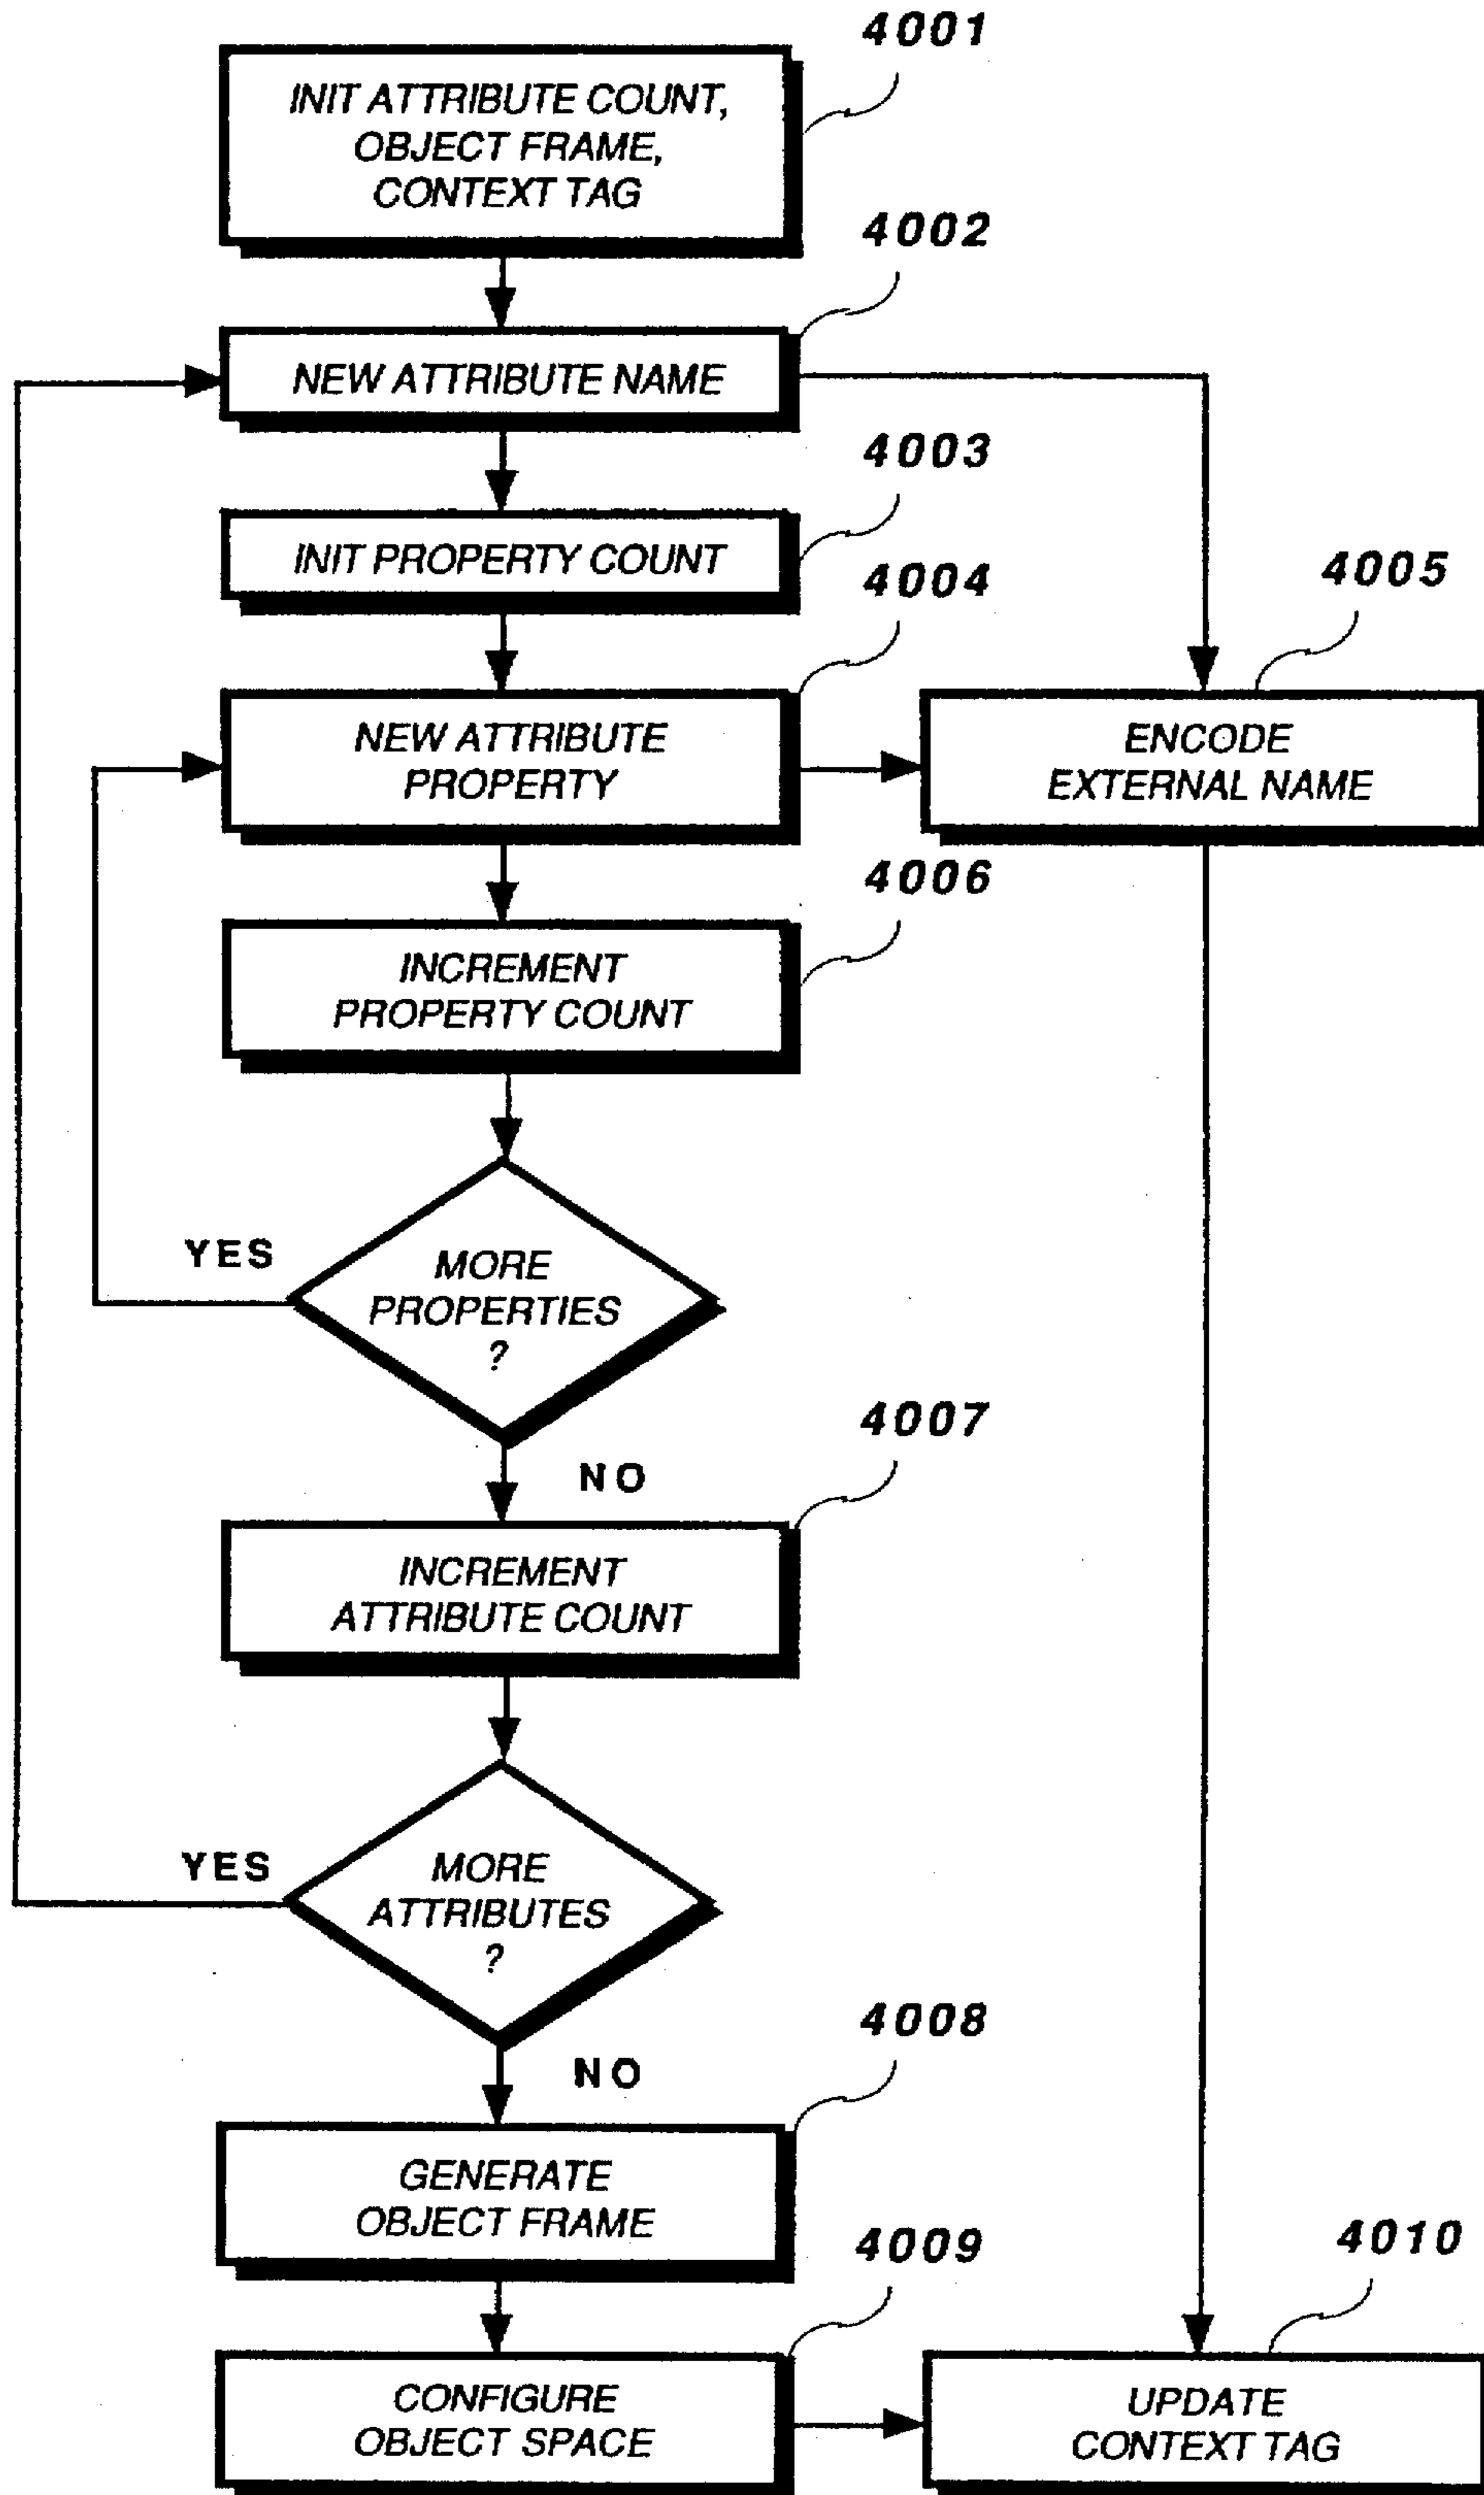 4001
INIT ATTRIBUTE COUNT,
OBJECT FRAME,
CONTEXT TAG
4002
NEW ATTRIBUTE NAME
4003
INIT PROPERTY COUNT
4004
4005
NEW ATTRIBUTE
PROPERTY
ENCODE
EXTERNAL NAME
4006
INCREMENT
PROPERTY COUNT
YES
MORE
PROPERTIES
?
4007
NO
INCREMENT
ATTRIBUTE COUNT
YES
MORE
ATTRIBUTES
?
4008
NO
GENERATE
OBJECT FRAME
4009
4010
CONFIGURE
OBJECT SPACE
UPDATE
CONTEXT TAG